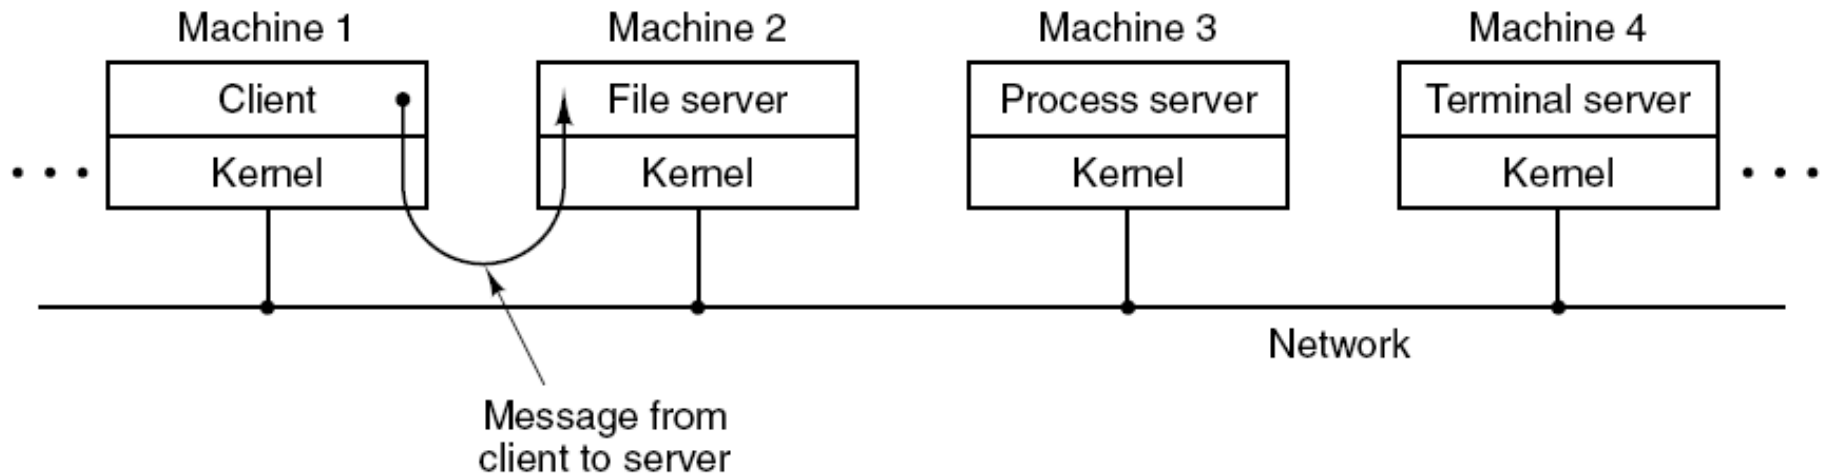 Machine 1
Machine 2
Machine 3
Machine 4
Client
File server
Process server
Terminal server
Kernel
Kernel
Kernel
Kernel
Network
Message from
client to server